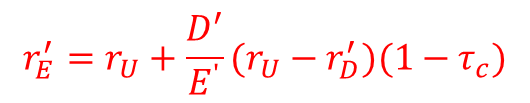 r'_E = r_U + D'/E' (r_U − r'_D)(1 − τ_c)